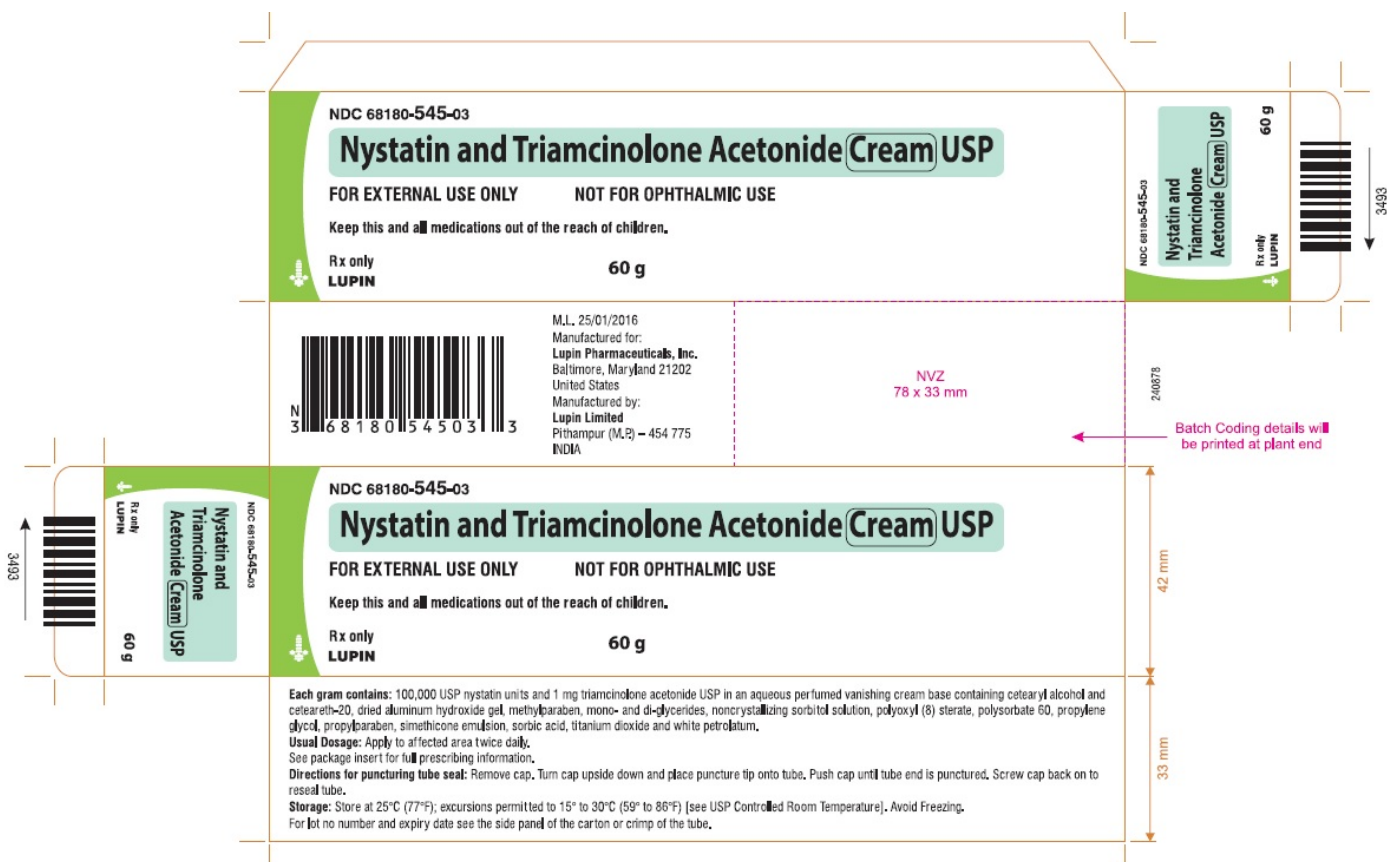 NDC 68180-545-03
Nystatin and Triamcinolone Acetonide Cream USP
FOR EXTERNAL USE ONLY NOT FOR OPHTHALMIC USE
Keep this and all medications out of the reach of children.
Rx only
LUPIN
60 g
NDC 68180-545-03
Nystatin and
Triamcinolone
Acetonide Cream USP
Rx only
LUPIN
60 g
3493
N
3 68180 54503 3
M.L. 25/01/2016
Manufactured for:
Lupin Pharmaceuticals, Inc.
Baltimore, Maryland 21202
United States
Manufactured by:
Lupin Limited
Pithampur (M.P.) – 454 775
INDIA
NVZ
78 x 33 mm
240878
Batch Coding details will
be printed at plant end
3493
NDC 68180-545-03
Nystatin and
Triamcinolone
Acetonide Cream USP
Rx only
LUPIN
60 g
NDC 68180-545-03
Nystatin and Triamcinolone Acetonide Cream USP
FOR EXTERNAL USE ONLY NOT FOR OPHTHALMIC USE
Keep this and all medications out of the reach of children.
Rx only
LUPIN
60 g
42 mm
Each gram contains: 100,000 USP nystatin units and 1 mg triamcinolone acetonide USP in an aqueous perfumed vanishing cream base containing cetearyl alcohol and
ceteareth-20, dried aluminum hydroxide gel, methylparaben, mono- and di-glycerides, noncrystallizing sorbitol solution, polyoxyl (8) sterate, polysorbate 60, propylene
glycol, propylparaben, simethicone emulsion, sorbic acid, titanium dioxide and white petrolatum.
Usual Dosage: Apply to affected area twice daily.
See package insert for full prescribing information.
Directions for puncturing tube seal: Remove cap. Turn cap upside down and place puncture tip onto tube. Push cap until tube end is punctured. Screw cap back on to
reseal tube.
Storage: Store at 25°C (77°F); excursions permitted to 15° to 30°C (59° to 86°F) [see USP Controlled Room Temperature]. Avoid Freezing.
For lot no number and expiry date see the side panel of the carton or crimp of the tube.
33 mm